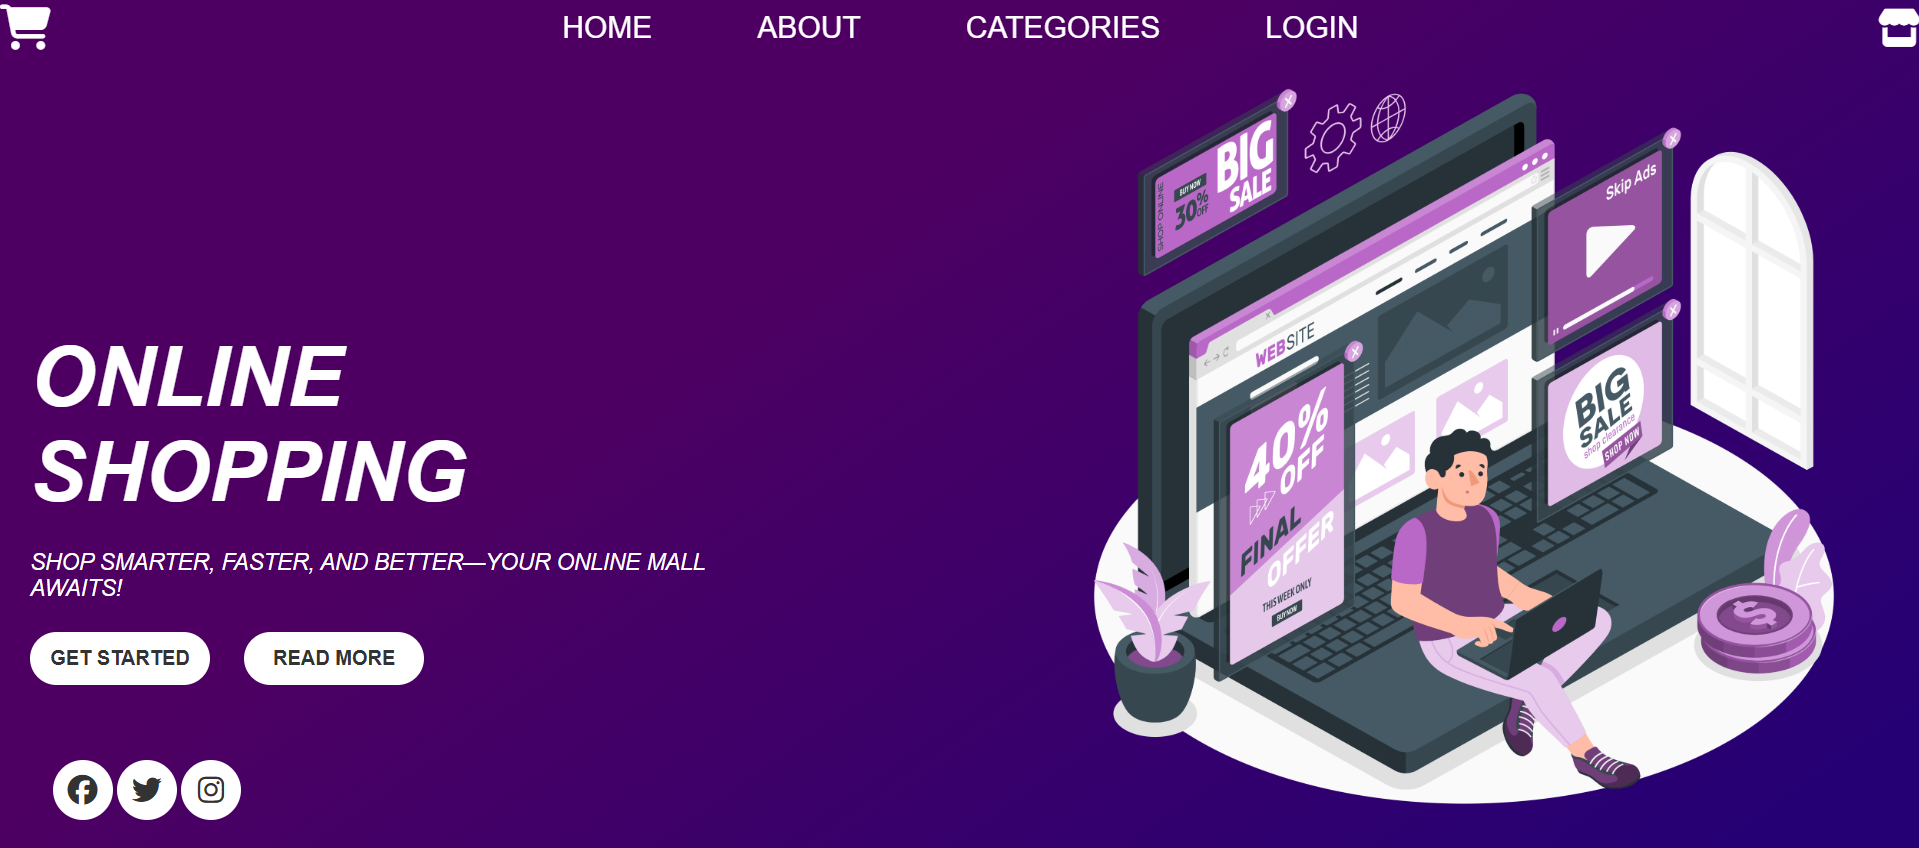 HOME ABOUT CATEGORIES LOGIN
SHOP ONLINE
BUY NOW
30% OFF
BIG
SALE
Skip Ads
WEBSITE
ONLINE
SHOPPING
40%
OFF
FINAL
OFFER
THIS WEEK ONLY
BUY NOW
BIG
SALE
shop clearance
SHOP NOW
SHOP SMARTER, FASTER, AND BETTER—YOUR ONLINE MALL
AWAITS!
GET STARTED READ MORE